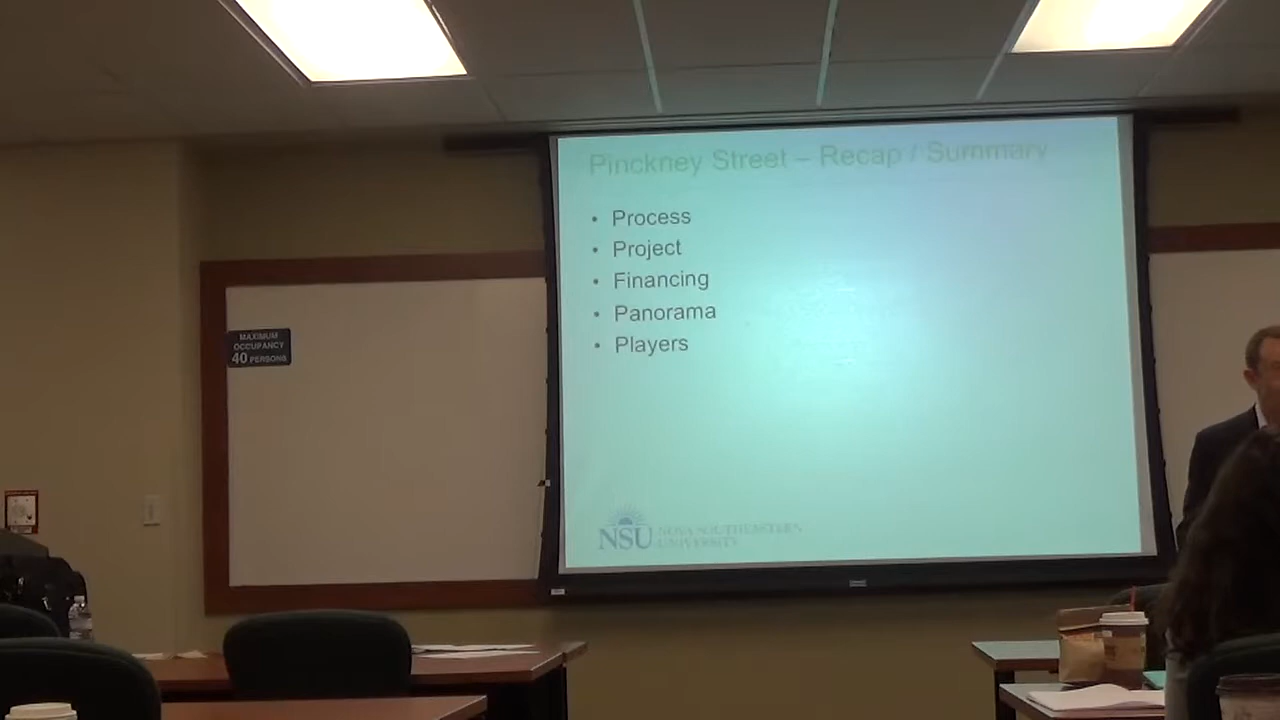 Pinckney Street – Recap / Summary
• Process
• Project
• Financing
• Panorama
• Players
MAXIMUM
OCCUPANCY
40 PERSONS
NSU NOVA SOUTHEASTERN
UNIVERSITY